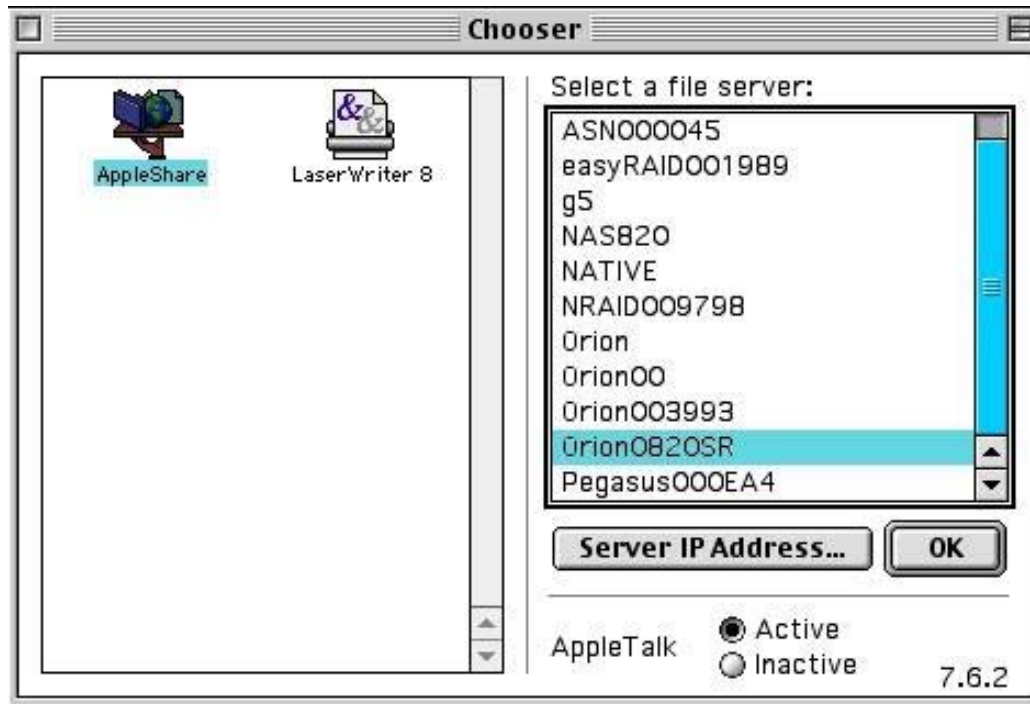 Chooser
AppleShare
LaserWriter 8
Select a file server:
ASN000045
easyRAID001989
g5
NAS820
NATIVE
NRAID009798
Orion
Orion00
Orion003993
Orion0820SR
Pegasus000EA4
Server IP Address...
OK
AppleTalk
Active
Inactive
7.6.2